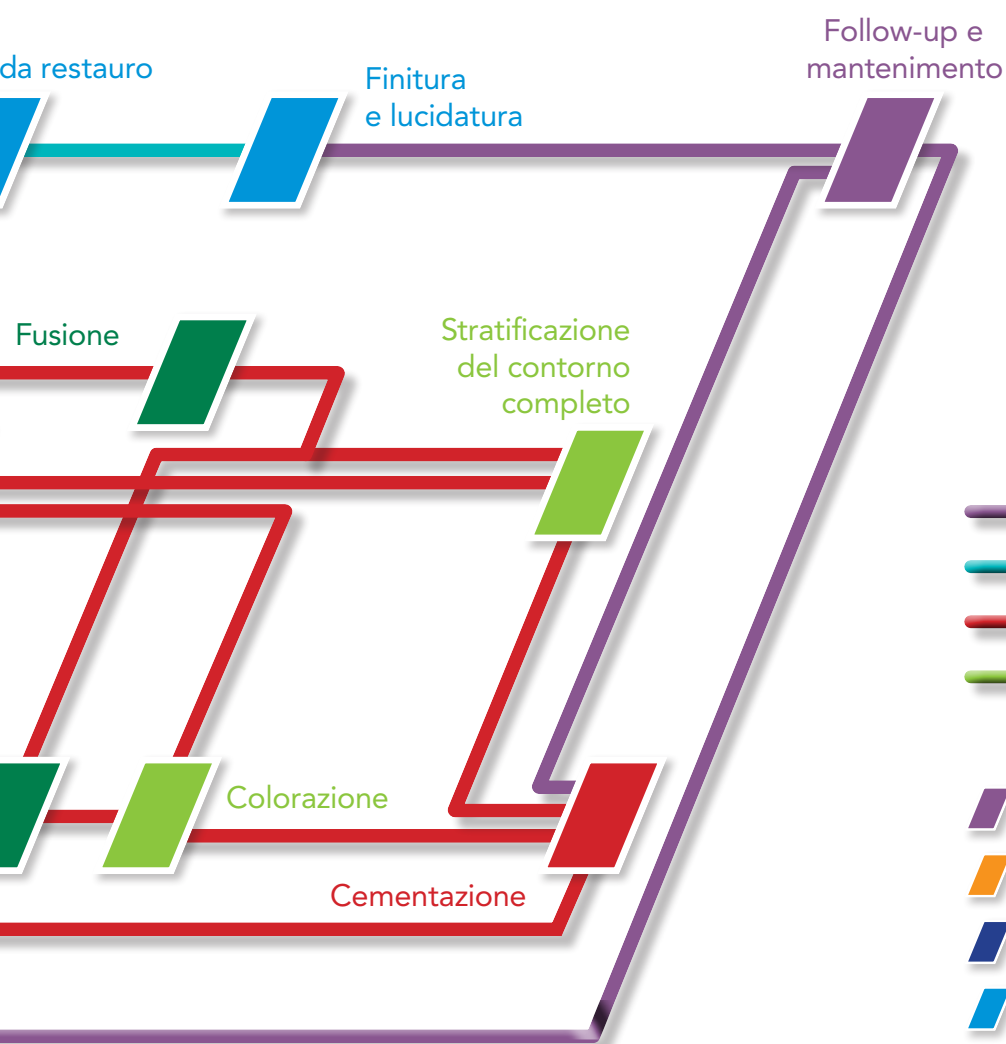 Follow-up e
mantenimento
da restauro
Finitura
e lucidatura
Fusione
Stratificazione
del contorno
completo
Colorazione
Cementazione